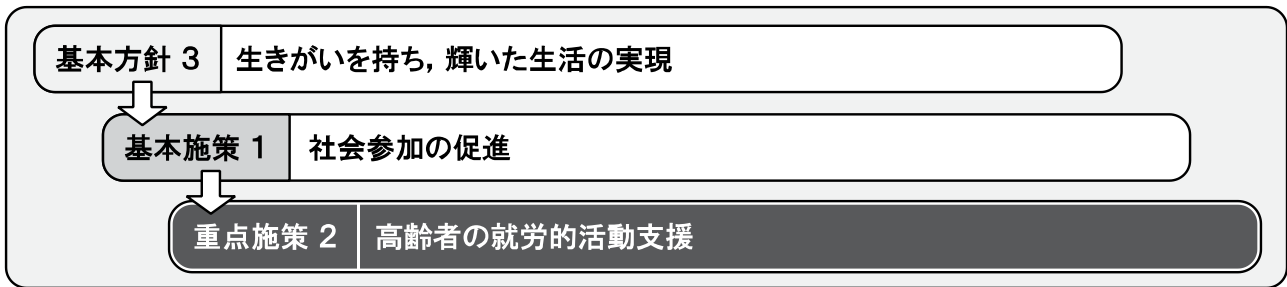 基本方針 3 生きがいを持ち，輝いた生活の実現
基本施策 1 社会参加の促進
重点施策 2 高齢者の就労的活動支援